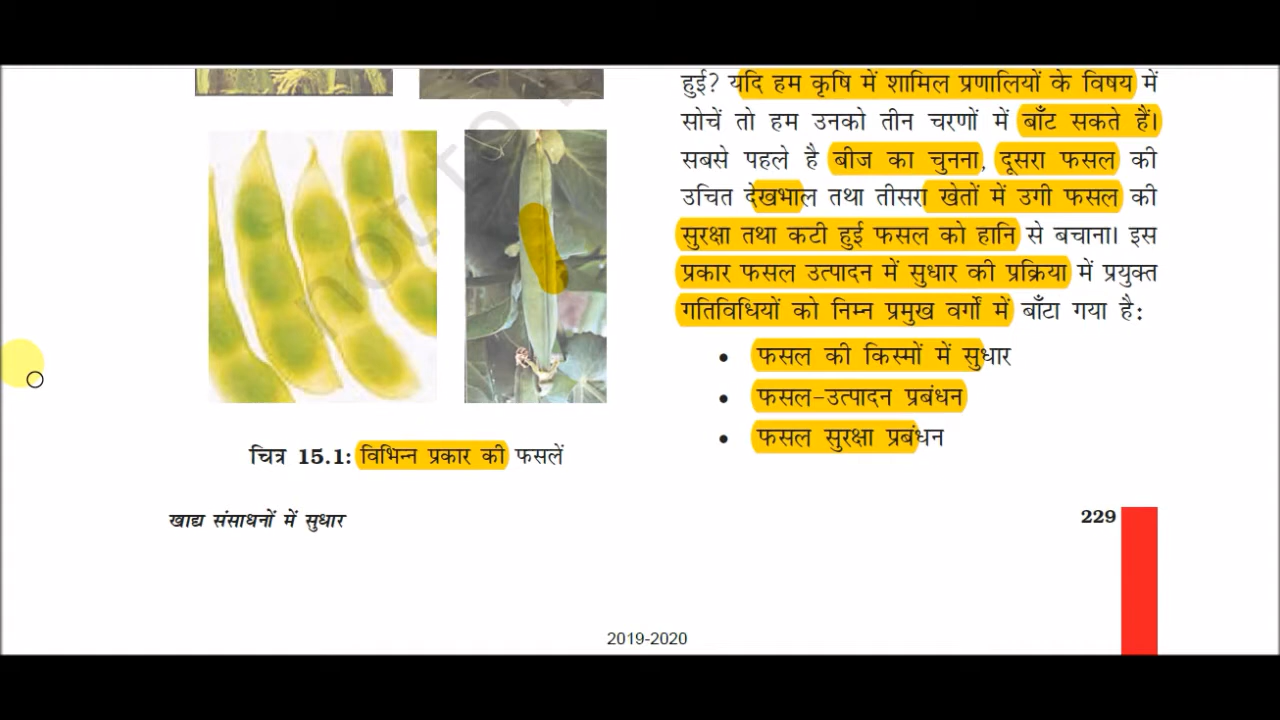 हुई? यदि हम कृषि में शामिल प्रणालियों के विषय में
सोचें तो हम उनको तीन चरणों में बाँट सकते हैं।
सबसे पहले है बीज का चुनना, दूसरा फसल की
उचित देखभाल तथा तीसरा खेतों में उगी फसल की
सुरक्षा तथा कटी हुई फसल को हानि से बचाना। इस
प्रकार फसल उत्पादन में सुधार की प्रक्रिया में प्रयुक्त
गतिविधियों को निम्न प्रमुख वर्गों में बाँटा गया है:
• फसल की किस्मों में सुधार
• फसल-उत्पादन प्रबंधन
• फसल सुरक्षा प्रबंधन
चित्र 15.1: विभिन्न प्रकार की फसलें
खाद्य संसाधनों में सुधार
229
2019-2020
not to